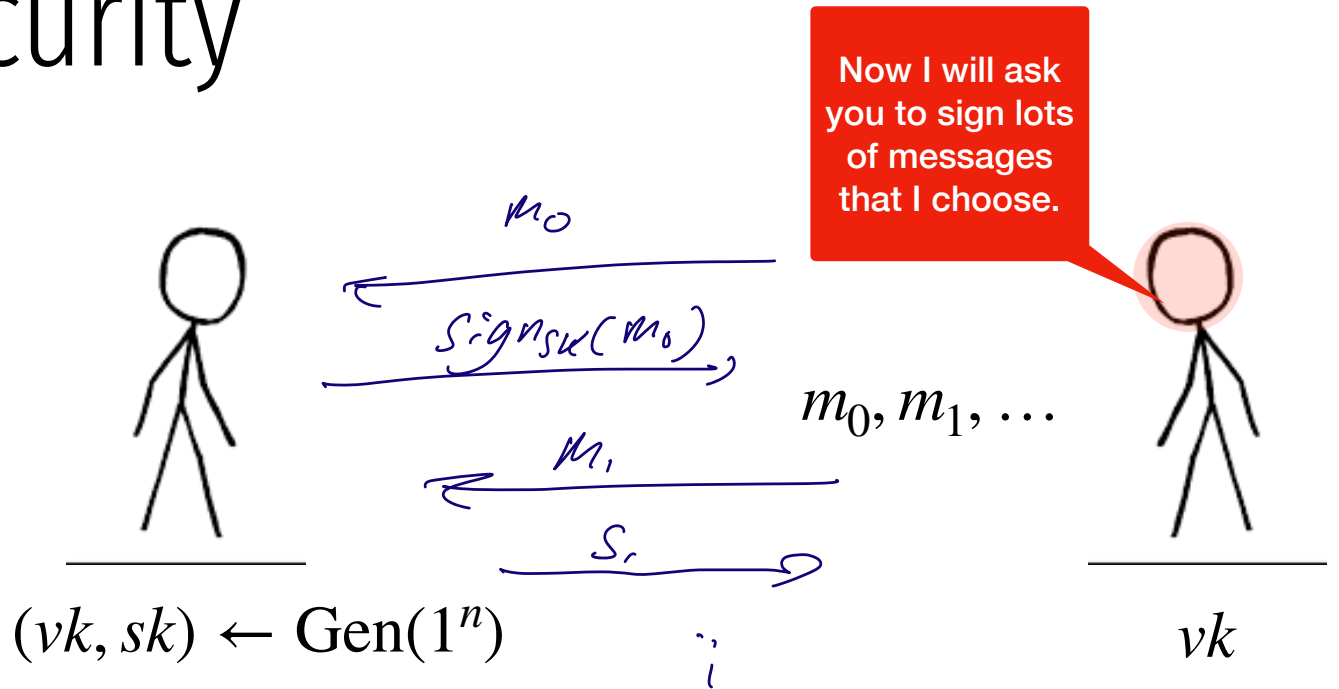 curity
Now I will ask
you to sign lots
of messages
that I choose.
m₀
Sign_SK(m₀)
m₀, m₁, …
m₁
S₁
(vk, sk) ← Gen(1ⁿ)
vk